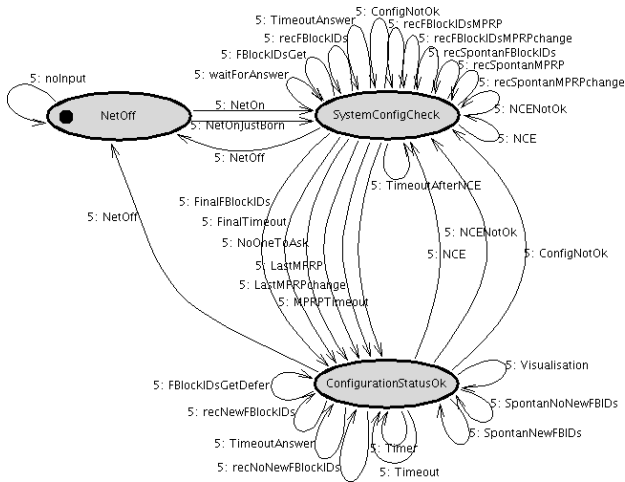 5: ConfigNotOk
5: TimeoutAnswer
5: recFBlockIDsMPRP
5: recFBlockIDs
5: recFBlockIDsMPRPchange
5: FBlockIDsGet
5: recSpontanFBlockIDs
5: recSpontanMPRP
5: waitForAnswer
5: recSpontanMPRPchange
5: noInput
5: NetOn
5: NCENotOk
NetOff
SystemConfigCheck
5: NetOnJustBorn
5: NCE
5: NetOff
5: TimeoutAfterNCE
5: FinalFBlockIDs
5: NetOff
5: FinalTimeout
5: NCENotOk
5: NoOneToAsk
5: NCE
5: ConfigNotOk
5: LastMPRP
5: LastMPRPchange
5: MPRPTimeout
5: Visualisation
5: FBlockIDsGetDefer
ConfigurationStatusOk
5: SpontanNoNewFBIDs
5: recNewFBlockIDs
5: SpontanNewFBIDs
5: TimeoutAnswer
5: Timer
5: recNoNewFBlockIDs
5: Timeout